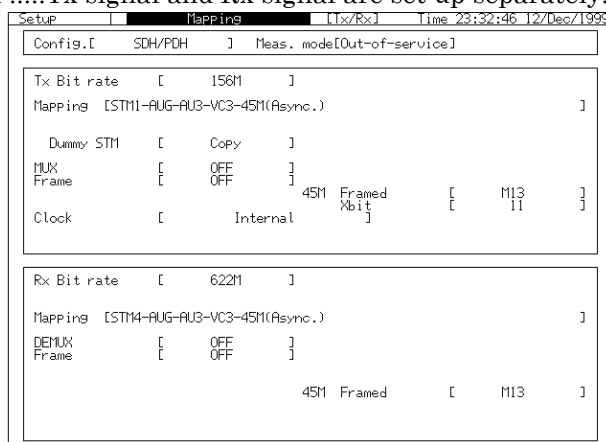 .....Tx signal and Rx signal are set up separately.
Setup Mapping [Tx/Rx] Time 23:32:46 12/Dec/1999
Config.[ SDH/PDH ] Meas. mode[Out-of-service]
Tx Bit rate [ 156M ]
Mapping [STM1-AUG-AU3-VC3-45M(Async.) ]
Dummy STM [ Copy ]
MUX [ OFF ]
Frame [ OFF ]
45M Framed [ M13 ]
Xbit [ 11 ]
Clock [ Internal ]
Rx Bit rate [ 622M ]
Mapping [STM4-AUG-AU3-VC3-45M(Async.) ]
DEMUX [ OFF ]
Frame [ OFF ]
45M Framed [ M13 ]